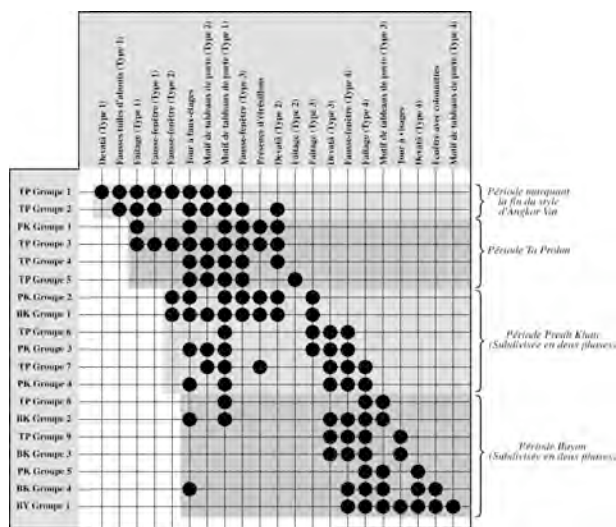 Devatā (Type 1)
Fausses tuiles d'abouts (Type 1)
Faîtage (Type 1)
Fausse-fenêtre (Type 1)
Fausse-fenêtre (Type 2)
Tour à faux-étages
Motif de tableaux de porte (Type 2)
Motif de tableaux de porte (Type 1)
Fausse-fenêtre (Type 3)
Présence d'étrésillons
Devatā (Type 2)
Faîtage (Type 2)
Faîtage (Type 3)
Devatā (Type 3)
Fausse-fenêtre (Type 4)
Faîtage (Type 4)
Motif de tableaux de porte (Type 3)
Tour à visages
Devatā (Type 4)
Fenêtre avec colonnettes
Motif de tableaux de porte (Type 4)
TP Groupe 1
TP Groupe 2
PK Groupe 1
TP Groupe 3
TP Groupe 4
TP Groupe 5
PK Groupe 2
BK Groupe 1
TP Groupe 6
PK Groupe 3
TP Groupe 7
PK Groupe 4
TP Groupe 8
BK Groupe 2
TP Groupe 9
BK Groupe 3
PK Groupe 5
BK Groupe 4
BY Groupe 1
Période marquant
la fin du style
d'Angkor Vat
Période Ta Prohm
Période Preah Khan
(Subdivisée en deux phases)
Période Bayon
(Subdivisée en deux phases)